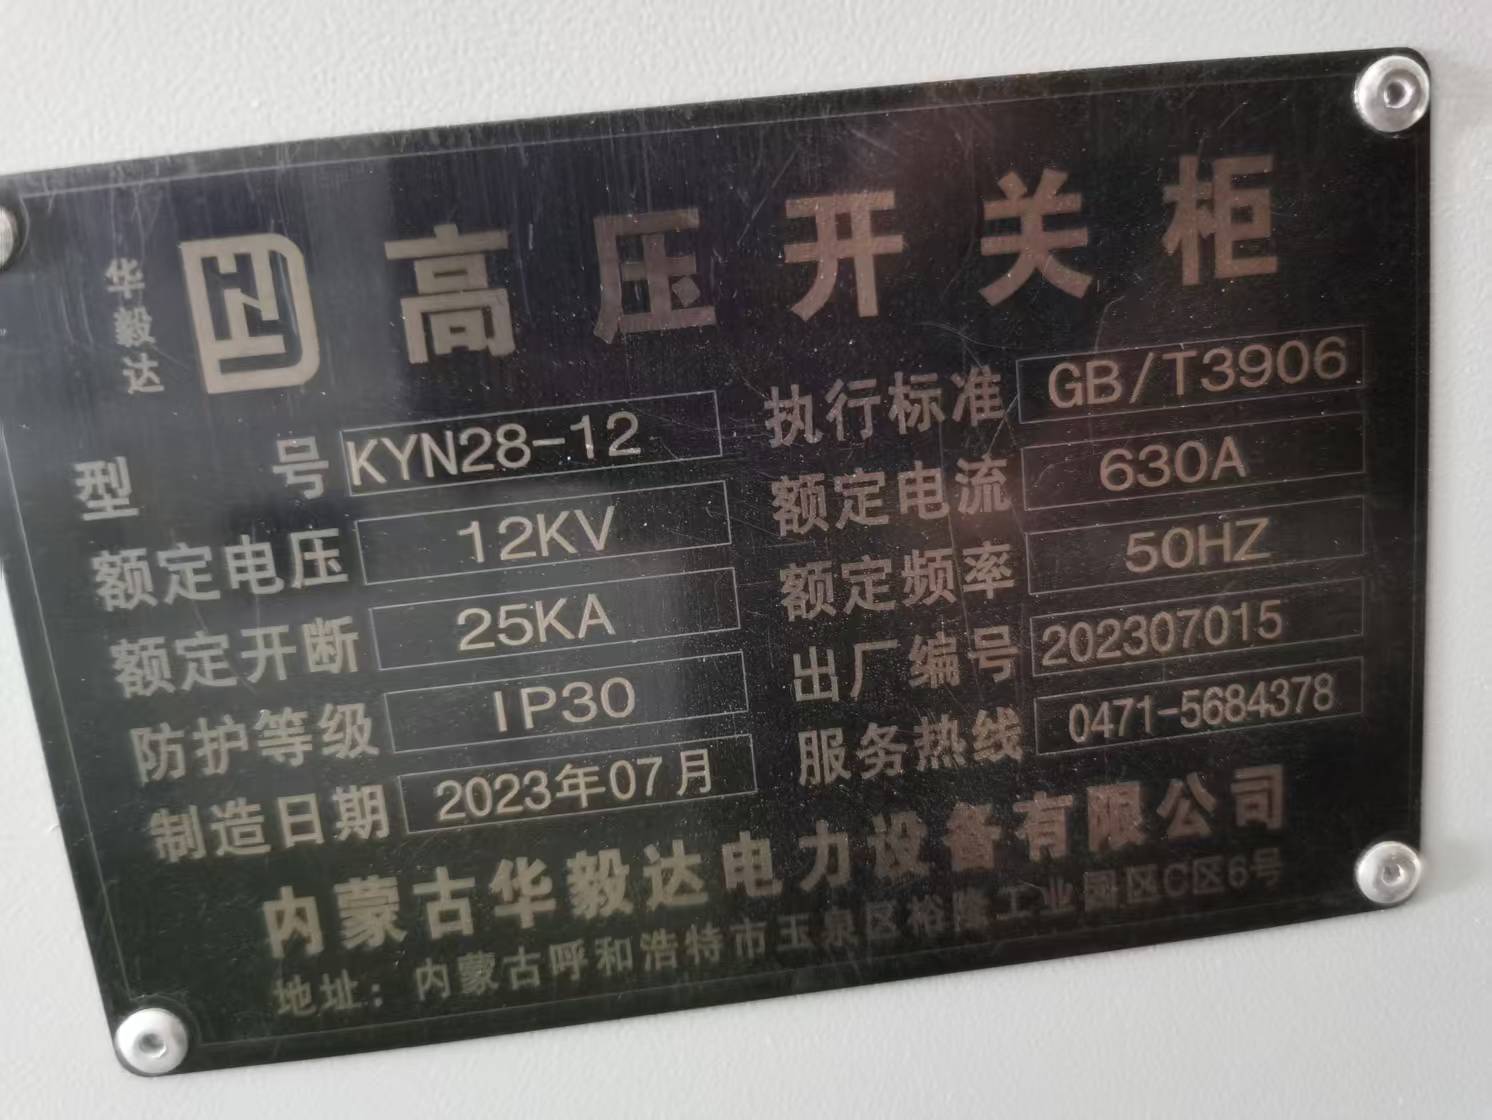 华毅达
高压开关柜
型号 KYN28-12 执行标准 GB/T3906
额定电压 12KV 额定电流 630A
额定开断 25KA 额定频率 50HZ
防护等级 IP30 出厂编号 202307015
制造日期 2023年07月 服务热线 0471-5684378
内蒙古华毅达电力设备有限公司
地址：内蒙古呼和浩特市玉泉区裕隆工业园区C区6号